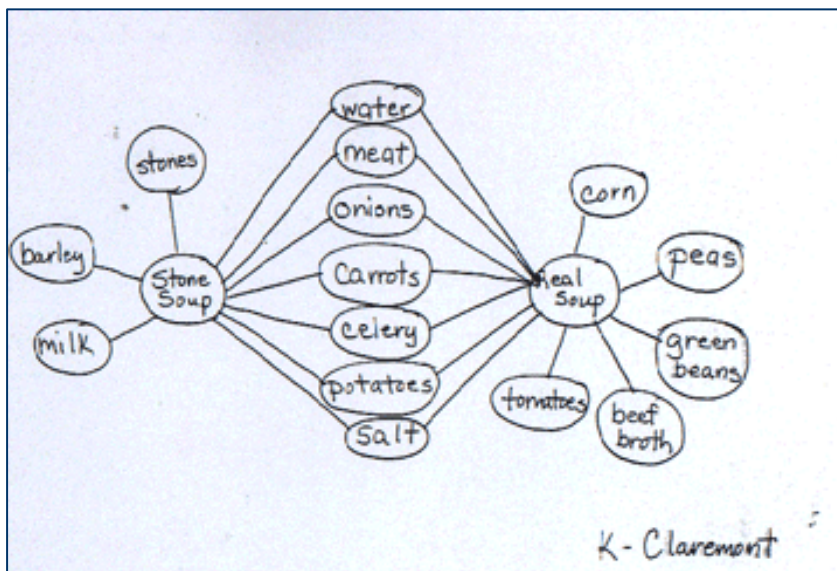 water
meat
onions
Carrots
celery
potatoes
Salt
stones
barley
milk
Stone
Soup
Real
Soup
corn
peas
green
beans
beef
broth
tomatoes
K - Claremont